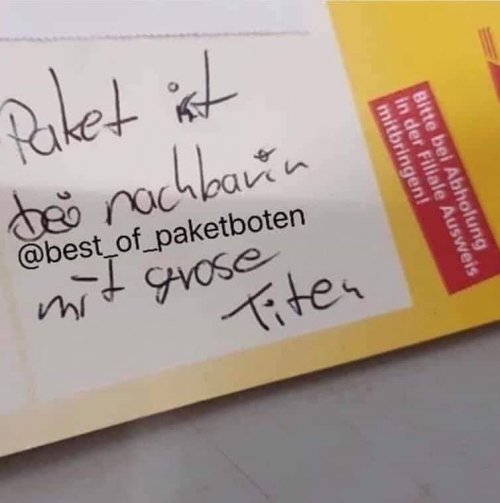 Paket ist
bei nachbarin
@best_of_paketboten
mit grose
Titen
Bitte bei Abholung
in der Filiale Ausweis
mitbringen!